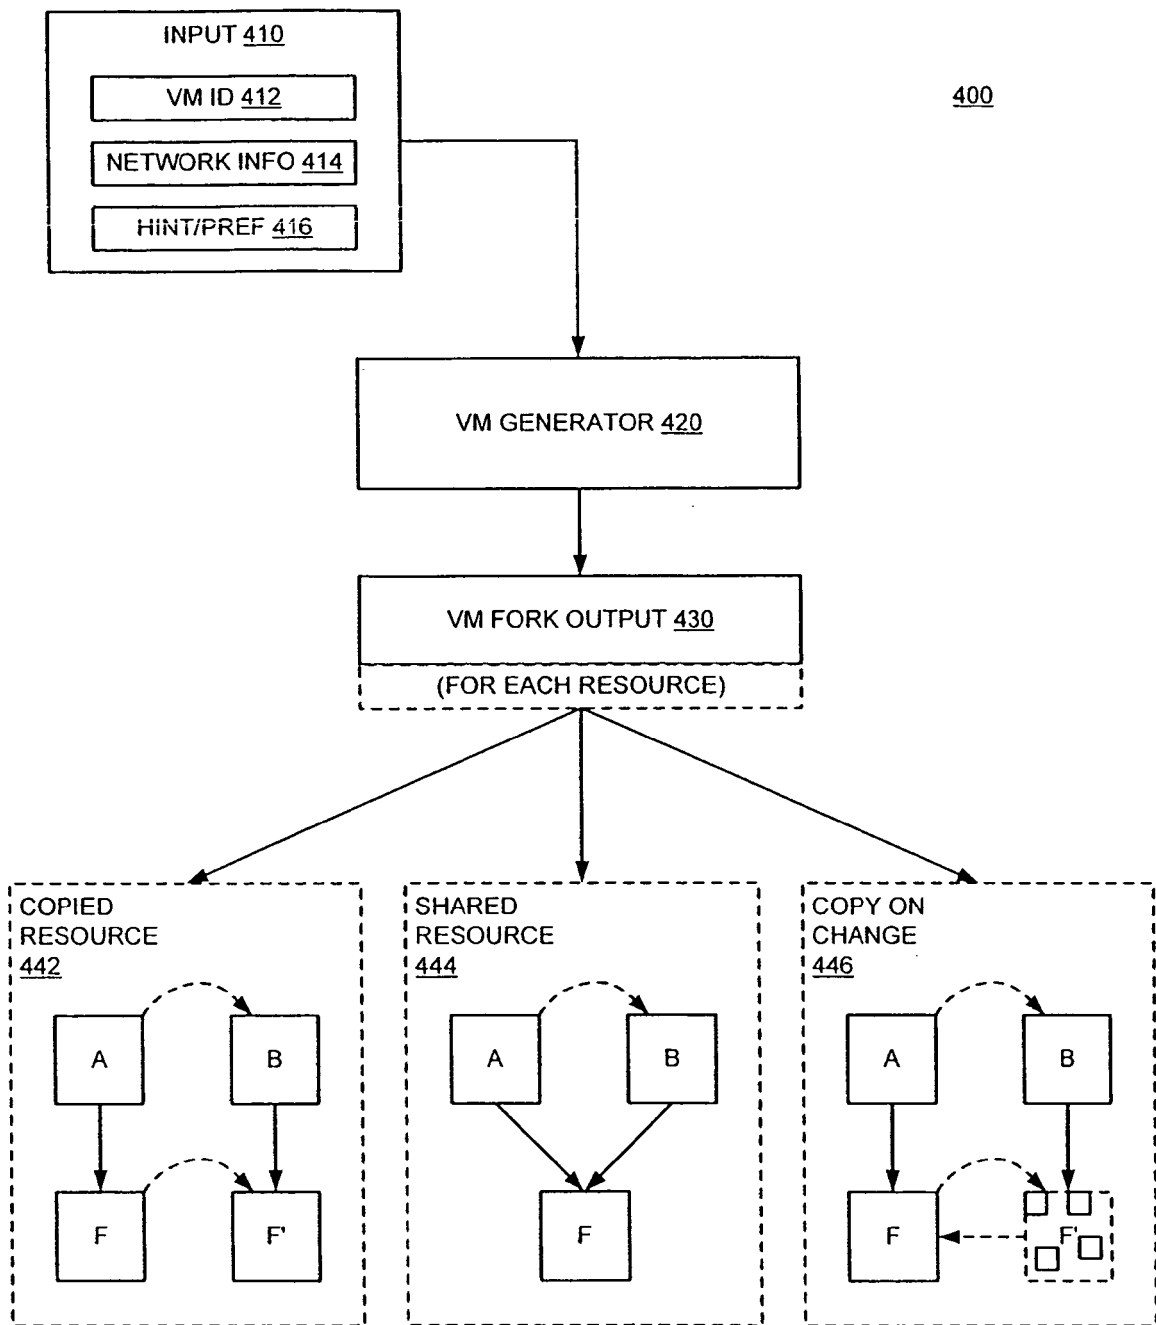 INPUT 410
VM ID 412
NETWORK INFO 414
HINT/PREF 416
400
VM GENERATOR 420
VM FORK OUTPUT 430
(FOR EACH RESOURCE)
COPIED
RESOURCE
442
A
B
F
F'
SHARED
RESOURCE
444
A
B
F
COPY ON
CHANGE
446
A
B
F
F'